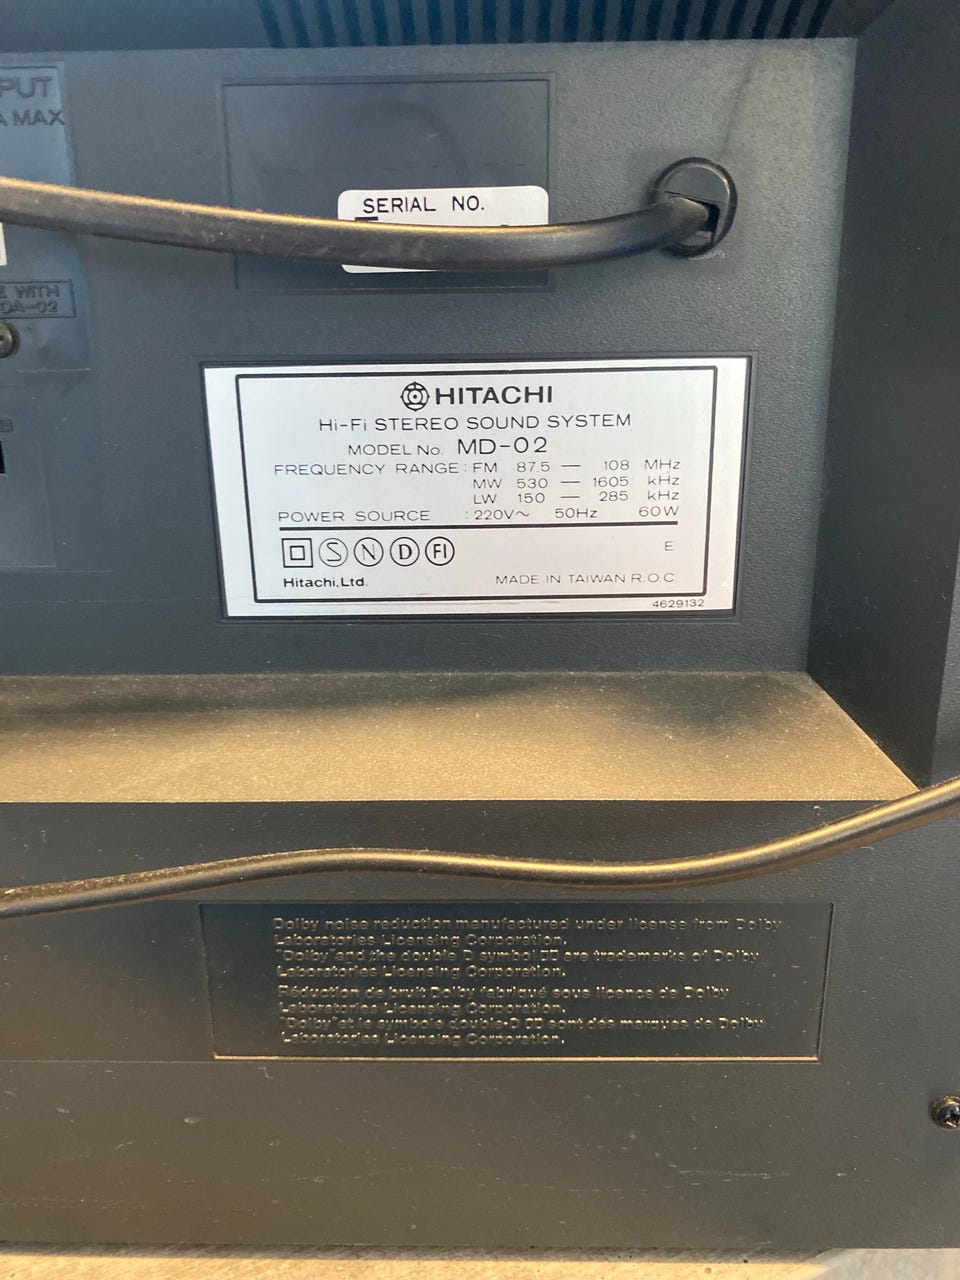 PUT
A MAX
SERIAL NO.
E WITH
DA-02
HITACHI
Hi-Fi STEREO SOUND SYSTEM
MODEL No. MD-02
FREQUENCY RANGE : FM 87.5 — 108 MHz
MW 530 — 1605 kHz
LW 150 — 285 kHz
POWER SOURCE : 220V~ 50Hz 60W
S N D FI E
Hitachi, Ltd. MADE IN TAIWAN R.O.C.
4629132
Dolby noise reduction manufactured under license from Dolby
Laboratories Licensing Corporation.
"Dolby" and the double D symbol are trademarks of Dolby
Laboratories Licensing Corporation.
Réduction de bruit Dolby fabriqué sous licence de Dolby
Laboratories Licensing Corporation.
"Dolby" et le symbole double-D sont des marques de Dolby
Laboratories Licensing Corporation.